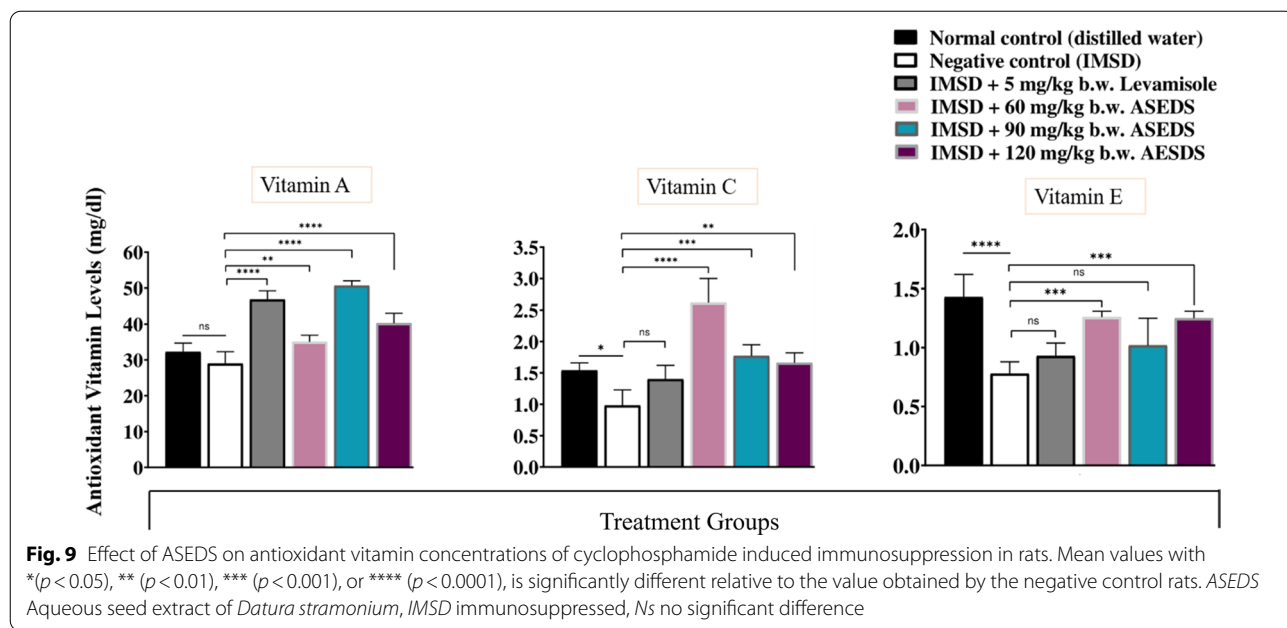 Normal control (distilled water)
Negative control (IMSD)
IMSD + 5 mg/kg b.w. Levamisole
IMSD + 60 mg/kg b.w. ASEDS
IMSD + 90 mg/kg b.w. ASEDS
IMSD + 120 mg/kg b.w. AESDS
Antioxidant Vitamin Levels (mg/dl)
Vitamin A
60
50
40
30
20
10
0
ns
****
**
****
****
Vitamin C
3.5
3.0
2.5
2.0
1.5
1.0
0.5
0.0
*
ns
****
***
**
Vitamin E
2.0
1.5
1.0
0.5
0.0
****
ns
***
ns
***
Treatment Groups
Fig. 9 Effect of ASEDS on antioxidant vitamin concentrations of cyclophosphamide induced immunosuppression in rats. Mean values with
*(p < 0.05), ** (p < 0.01), *** (p < 0.001), or **** (p < 0.0001), is significantly different relative to the value obtained by the negative control rats. ASEDS
Aqueous seed extract of Datura stramonium, IMSD immunosuppressed, Ns no significant difference